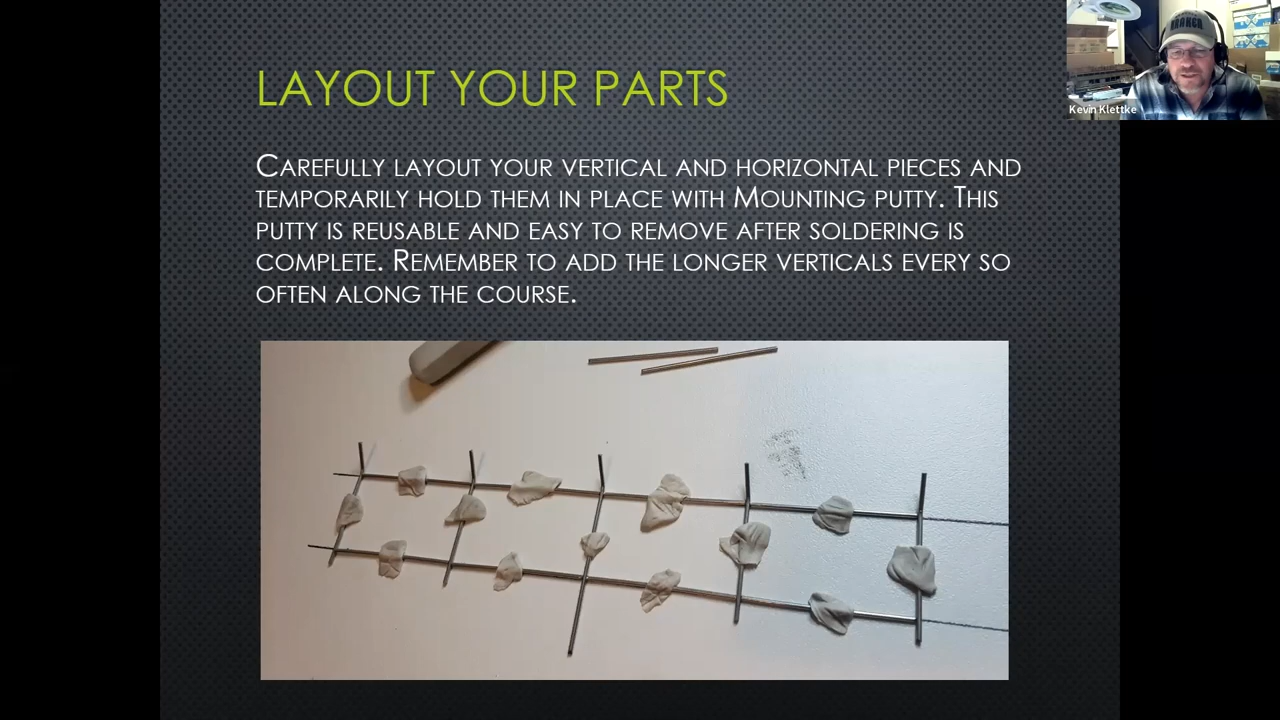 LAYOUT YOUR PARTS
CAREFULLY LAYOUT YOUR VERTICAL AND HORIZONTAL PIECES AND
TEMPORARILY HOLD THEM IN PLACE WITH MOUNTING PUTTY. THIS
PUTTY IS REUSABLE AND EASY TO REMOVE AFTER SOLDERING IS
COMPLETE. REMEMBER TO ADD THE LONGER VERTICALS EVERY SO
OFTEN ALONG THE COURSE.
KRAKEN
Kevin Klettke